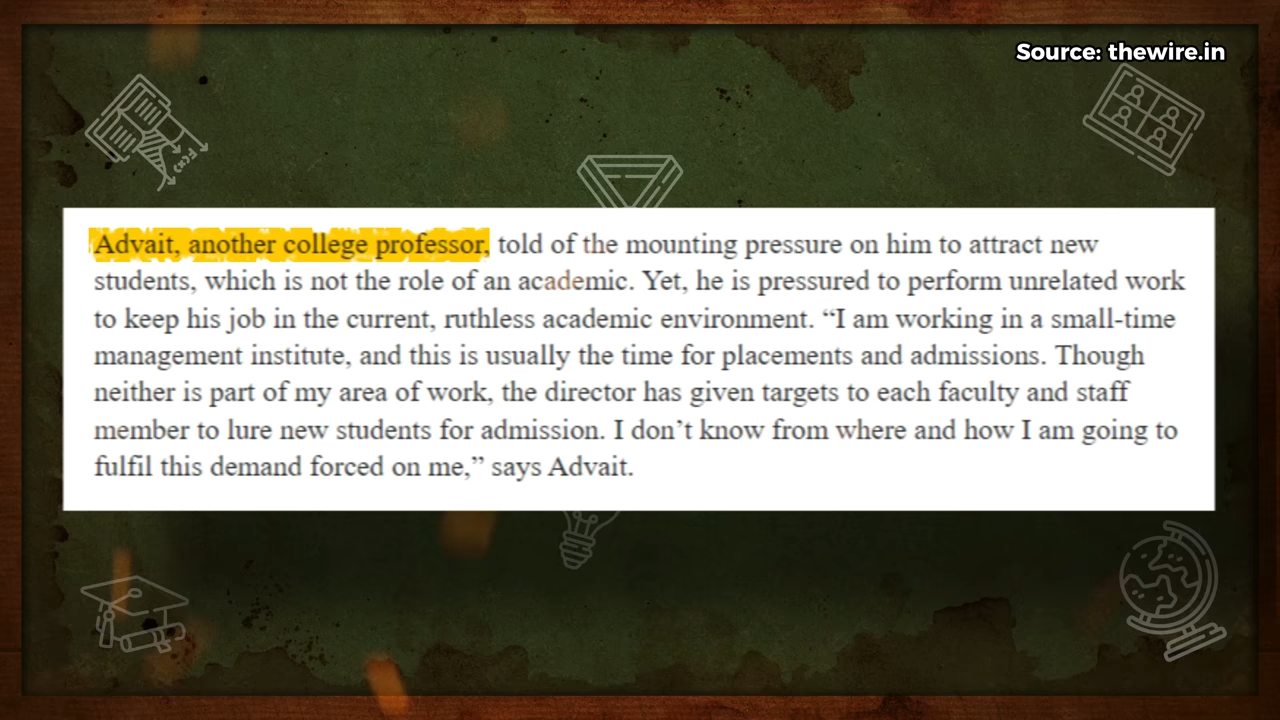 Source: thewire.in
Advait, another college professor, told of the mounting pressure on him to attract new
students, which is not the role of an academic. Yet, he is pressured to perform unrelated work
to keep his job in the current, ruthless academic environment. “I am working in a small-time
management institute, and this is usually the time for placements and admissions. Though
neither is part of my area of work, the director has given targets to each faculty and staff
member to lure new students for admission. I don’t know from where and how I am going to
fulfil this demand forced on me,” says Advait.